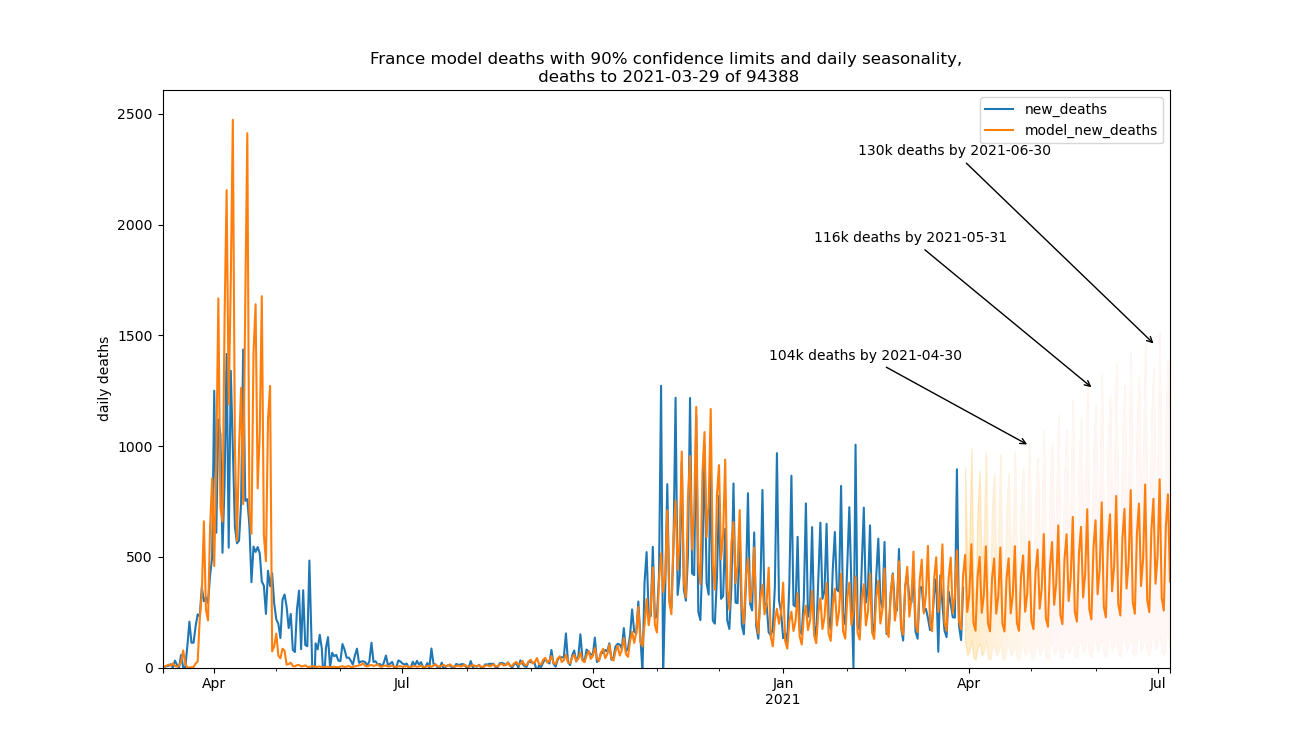 France model deaths with 90% confidence limits and daily seasonality,
deaths to 2021-03-29 of 94388
new_deaths
model_new_deaths
130k deaths by 2021-06-30
116k deaths by 2021-05-31
104k deaths by 2021-04-30
daily deaths
2500
2000
1500
1000
500
0
Apr
Jul
Oct
Jan
2021
Apr
Jul